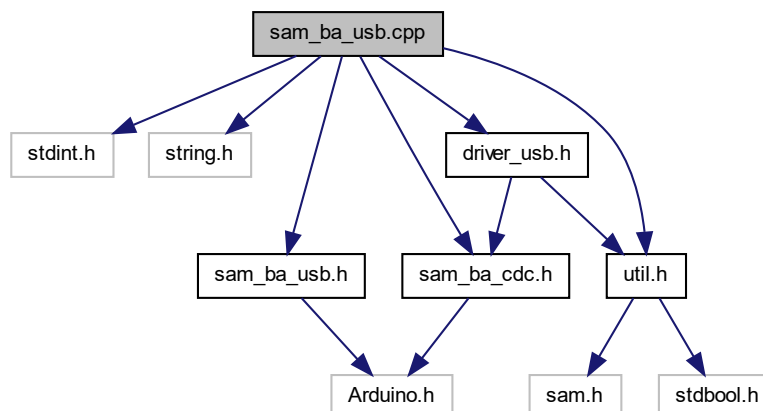 sam_ba_usb.cpp
stdint.h
string.h
driver_usb.h
sam_ba_usb.h
sam_ba_cdc.h
util.h
Arduino.h
sam.h
stdbool.h